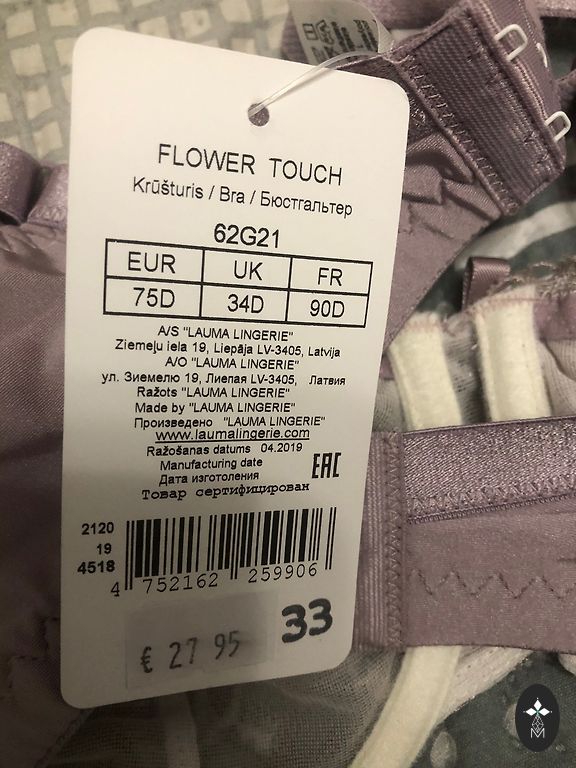 FLOWER TOUCH
Krūšturis / Bra / Бюстгальтер
62G21
EUR UK FR
75D 34D 90D
A/S "LAUMA LINGERIE"
Ziemeļu iela 19, Liepāja LV-3405, Latvija
A/O "LAUMA LINGERIE"
ул. Зиемелю 19, Лиепая LV-3405, Латвия
Ražots "LAUMA LINGERIE"
Made by "LAUMA LINGERIE"
Произведено "LAUMA LINGERIE"
www.laumalingerie.com
Ražošanas datums 04.2019
Manufacturing date
Дата изготоления
Товар сертифицирован
EAC
2120
19
4518
4 752162 259906
33
€ 27 95
M